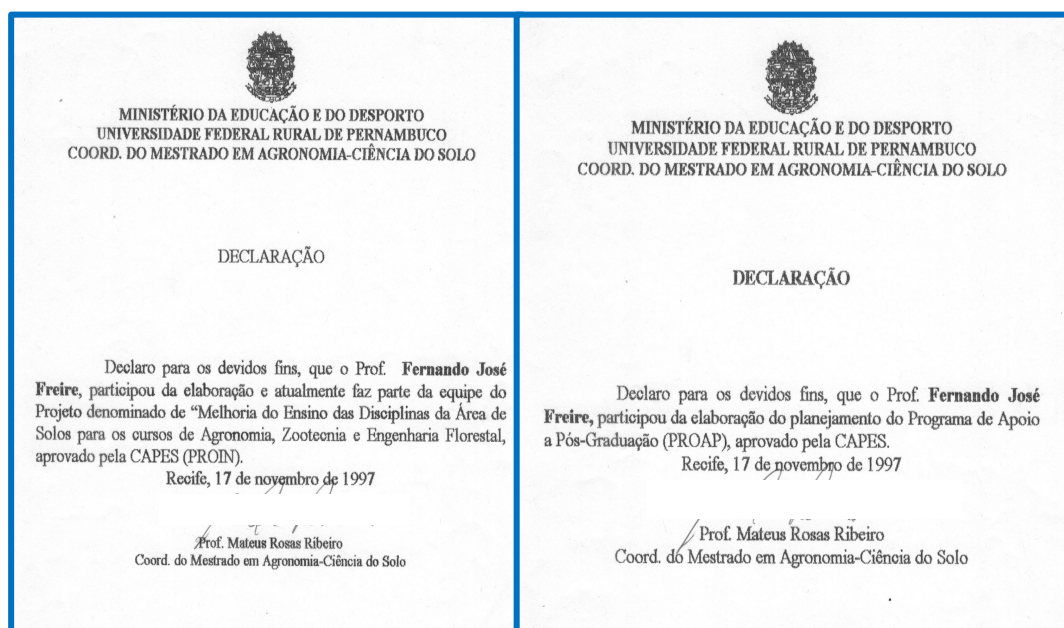 MINISTÉRIO DA EDUCAÇÃO E DO DESPORTO
UNIVERSIDADE FEDERAL RURAL DE PERNAMBUCO
COORD. DO MESTRADO EM AGRONOMIA-CIÊNCIA DO SOLO
DECLARAÇÃO
Declaro para os devidos fins, que o Prof. Fernando José
Freire, participou da elaboração e atualmente faz parte da equipe do
Projeto denominado de “Melhoria do Ensino das Disciplinas da Área de
Solos para os cursos de Agronomia, Zootecnia e Engenharia Florestal,
aprovado pela CAPES (PROIN).
Recife, 17 de novembro de 1997
Prof. Mateus Rosas Ribeiro
Coord. do Mestrado em Agronomia-Ciência do Solo
MINISTÉRIO DA EDUCAÇÃO E DO DESPORTO
UNIVERSIDADE FEDERAL RURAL DE PERNAMBUCO
COORD. DO MESTRADO EM AGRONOMIA-CIÊNCIA DO SOLO
DECLARAÇÃO
Declaro para os devidos fins, que o Prof. Fernando José
Freire, participou da elaboração do planejamento do Programa de Apoio
a Pós-Graduação (PROAP), aprovado pela CAPES.
Recife, 17 de novembro de 1997
Prof. Mateus Rosas Ribeiro
Coord. do Mestrado em Agronomia-Ciência do Solo